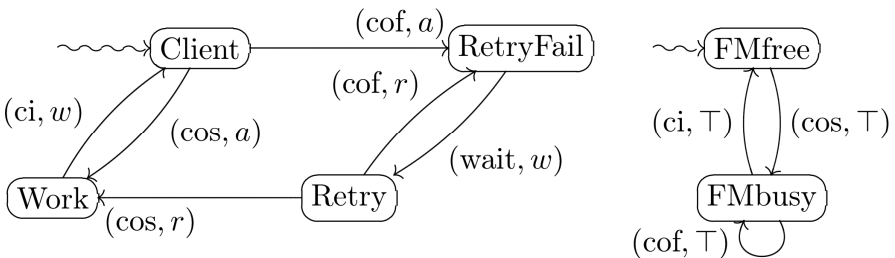 (cof, a)
Client
RetryFail
FMfree
(cof, r)
(ci, w)
(cos, a)
(ci, ⊤)
(cos, ⊤)
(wait, w)
Work
Retry
FMbusy
(cos, r)
(cof, ⊤)